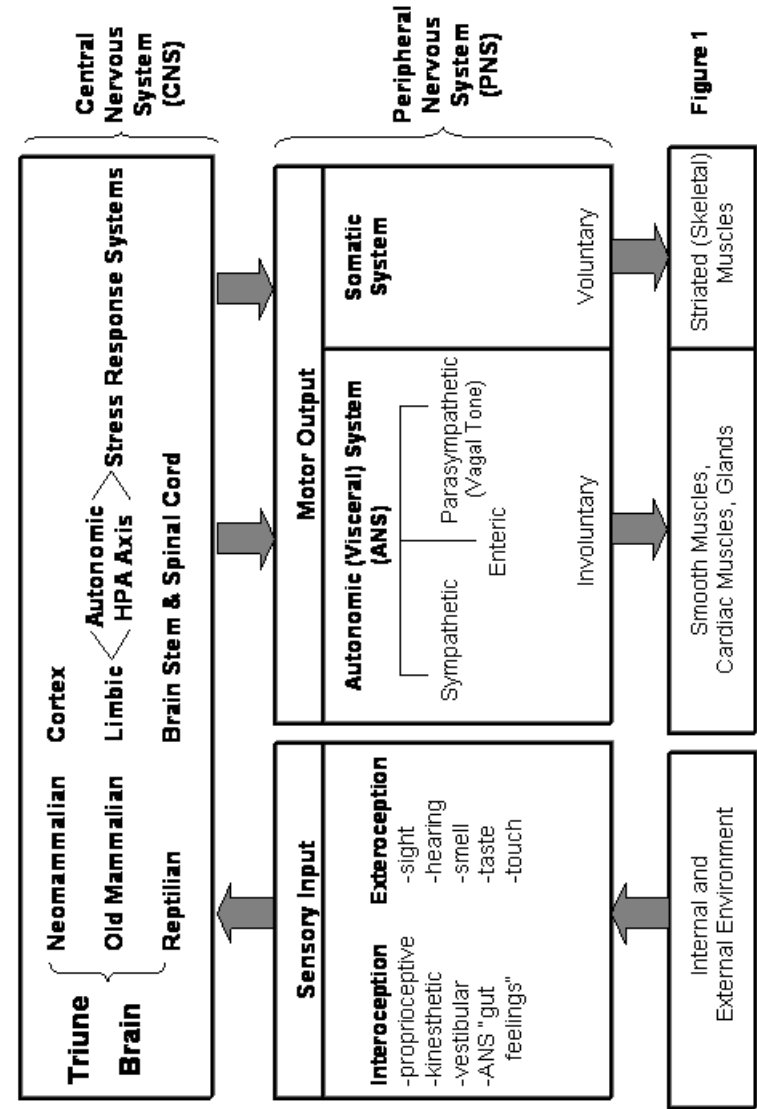 Triune
Brain
Neomammalian Cortex
Old Mammalian Limbic
Autonomic
HPA Axis
Stress Response Systems
Reptilian Brain Stem & Spinal Cord
Central
Nervous
System
(CNS)
Sensory Input
Interoception
-proprioceptive
-kinesthetic
-vestibular
-ANS "gut
feelings"
Exteroception
-sight
-hearing
-smell
-taste
-touch
Motor Output
Autonomic (Visceral) System
(ANS)
Sympathetic
Parasympathetic
(Vagal Tone)
Enteric
Involuntary
Somatic
System
Voluntary
Peripheral
Nervous
System
(PNS)
Internal and
External Environment
Smooth Muscles,
Cardiac Muscles, Glands
Striated (Skeletal)
Muscles
Figure 1